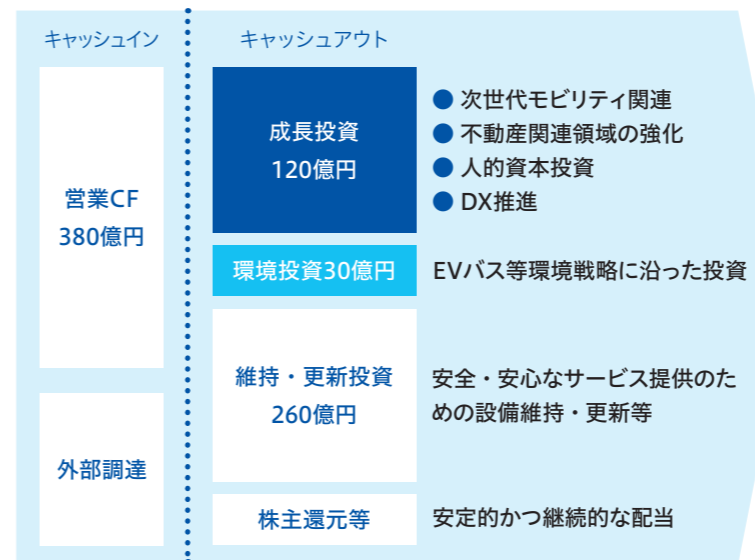 キャッシュイン
キャッシュアウト
営業CF
380億円
外部調達
成長投資
120億円
● 次世代モビリティ関連
● 不動産関連領域の強化
● 人的資本投資
● DX推進
環境投資30億円
EVバス等環境戦略に沿った投資
維持・更新投資
260億円
安全・安心なサービス提供のた
めの設備維持・更新等
株主還元等
安定的かつ継続的な配当